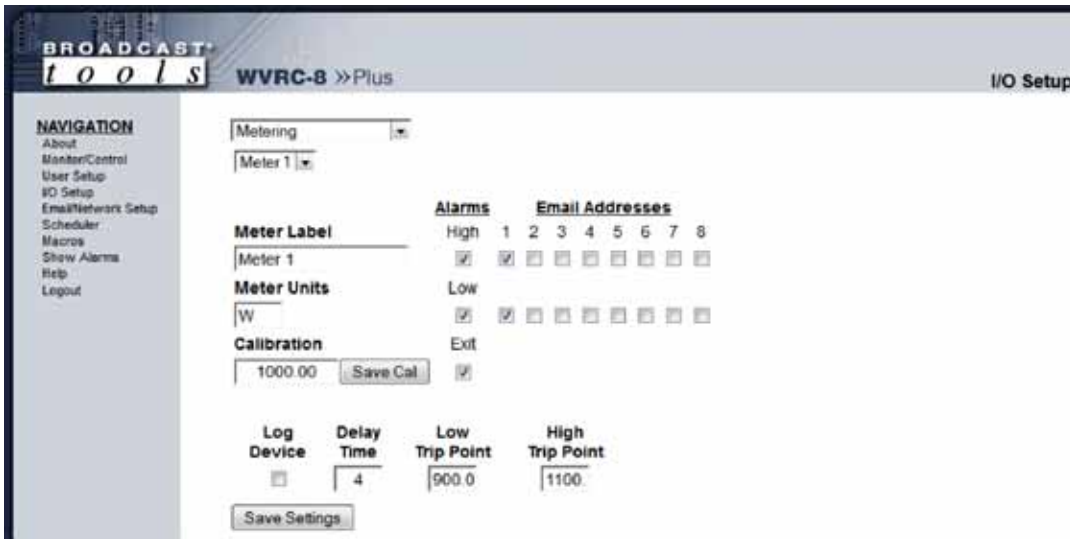 BROADCAST
tools
WVRC-8 »Plus
I/O Setup
NAVIGATION
About
Monitor/Control
User Setup
I/O Setup
Email/Network Setup
Scheduler
Macros
Show Alarms
Help
Logout
Metering
Meter 1
Alarms Email Addresses
Meter Label High 1 2 3 4 5 6 7 8
Meter 1
Meter Units Low
W
Calibration Exit
1000.00 Save Cal
Log Delay Low High
Device Time Trip Point Trip Point
4 900.0 1100.
Save Settings